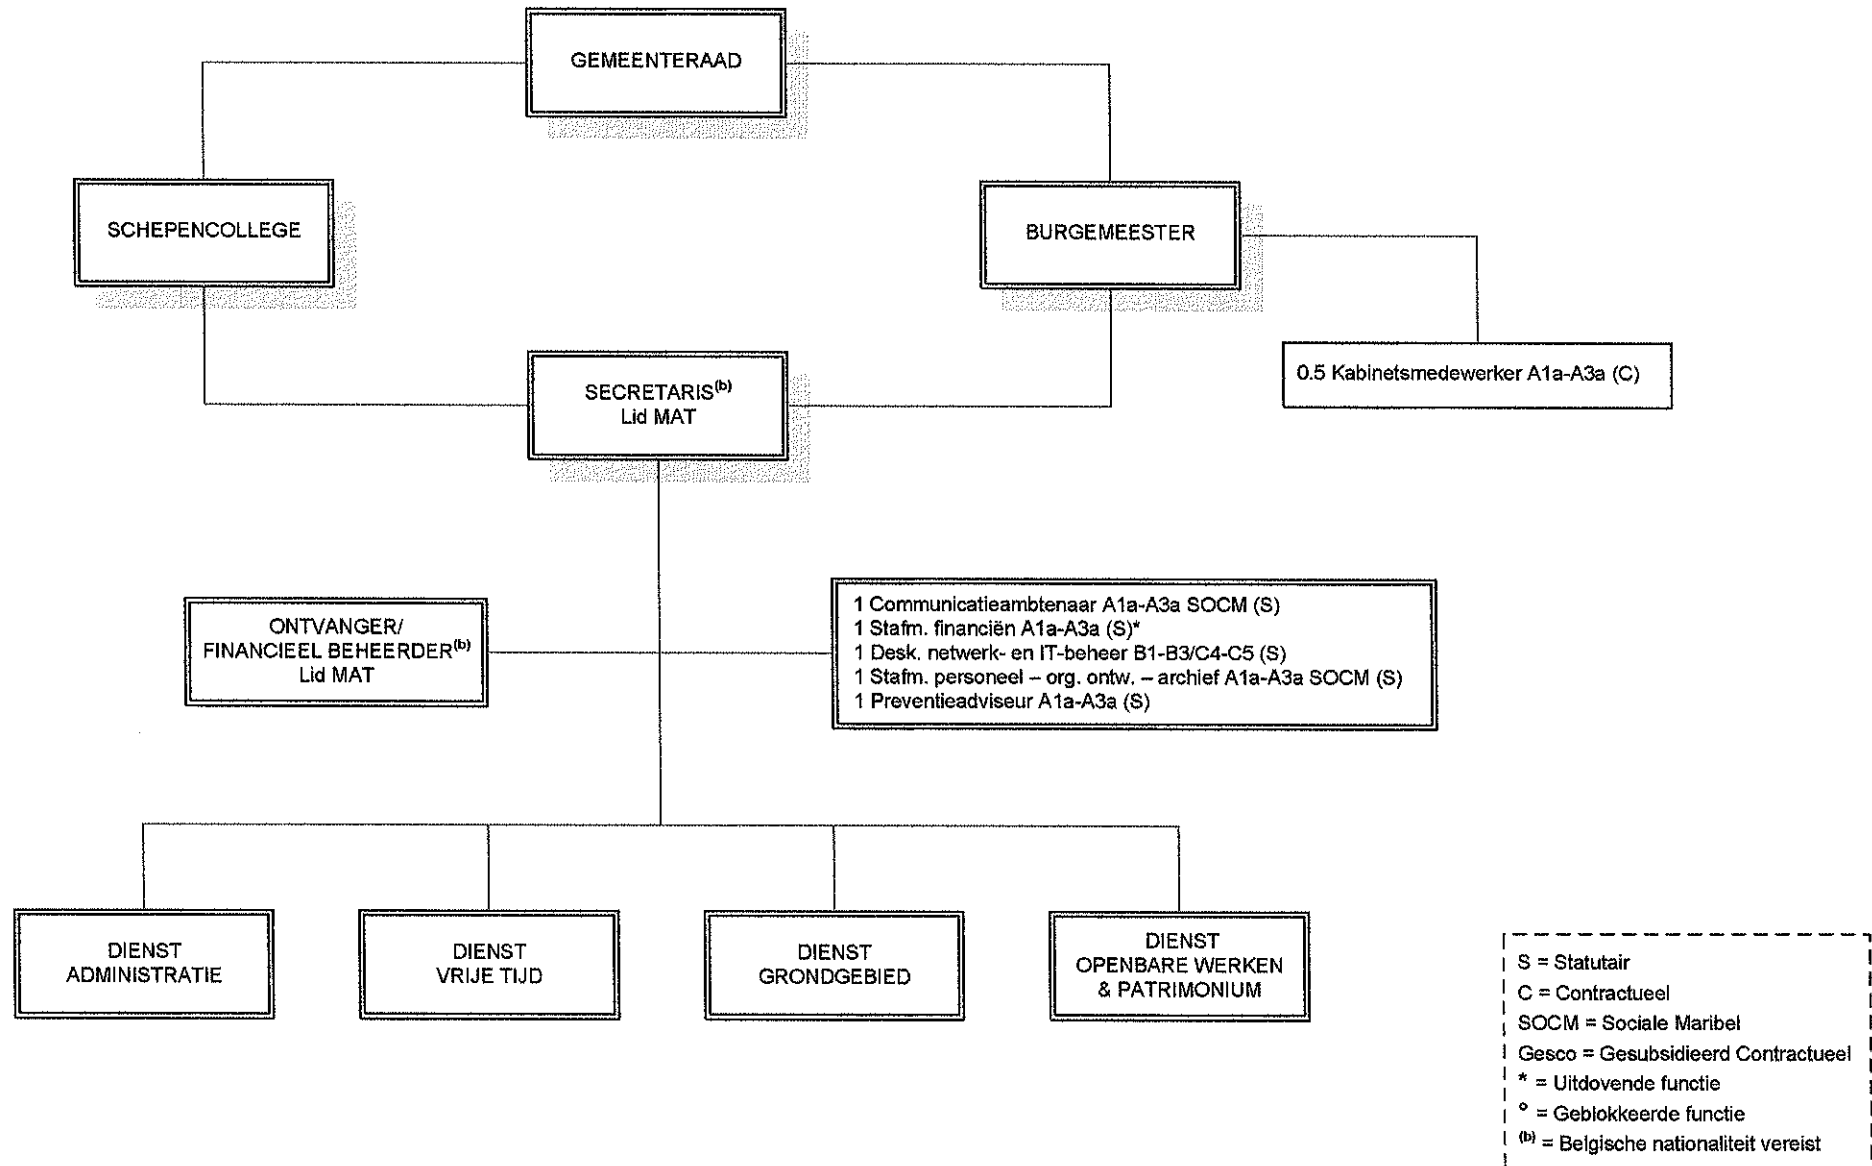 GEMEENTERAAD
SCHEPENCOLLEGE
BURGEMEESTER
SECRETARIS(b)
Lid MAT
0.5 Kabinetsmedewerker A1a-A3a (C)
ONTVANGER/
FINANCIEEL BEHEERDER(b)
Lid MAT
1 Communicatieambtenaar A1a-A3a SOCM (S)
1 Stafm. financiën A1a-A3a (S)*
1 Desk. netwerk- en IT-beheer B1-B3/C4-C5 (S)
1 Stafm. personeel – org. ontw. – archief A1a-A3a SOCM (S)
1 Preventieadviseur A1a-A3a (S)
DIENST
ADMINISTRATIE
DIENST
VRIJE TIJD
DIENST
GRONDGEBIED
DIENST
OPENBARE WERKEN
& PATRIMONIUM
S = Statutair
C = Contractueel
SOCM = Sociale Maribel
Gesco = Gesubsidieerd Contractueel
* = Uitdovende functie
° = Geblokkeerde functie
(b) = Belgische nationaliteit vereist